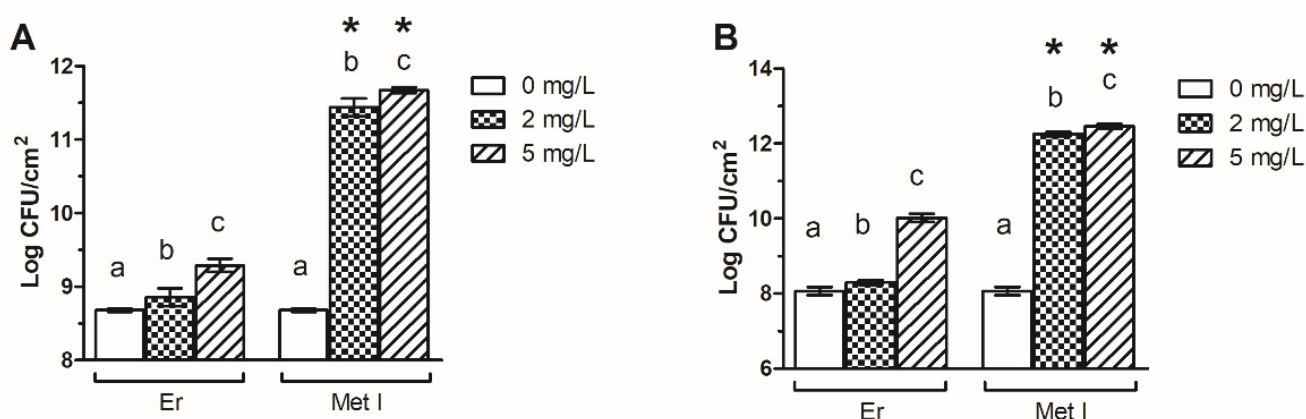 A
* *
b c
12
11
10
9
8
Log CFU/cm²
a b c a
Er Met I
0 mg/L
2 mg/L
5 mg/L
B
* *
b c
14
12
10
8
6
Log CFU/cm²
a b c a
Er Met I
0 mg/L
2 mg/L
5 mg/L